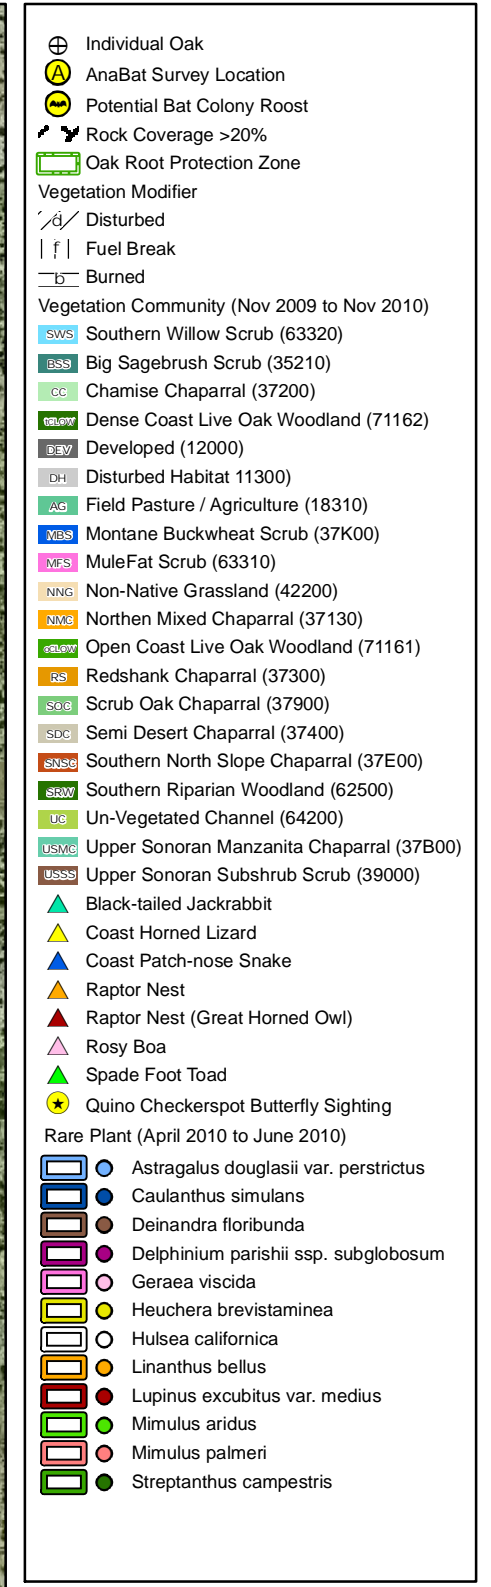 Individual Oak
A AnaBat Survey Location
Potential Bat Colony Roost
Rock Coverage >20%
Oak Root Protection Zone
Vegetation Modifier
d Disturbed
f Fuel Break
b Burned
Vegetation Community (Nov 2009 to Nov 2010)
SWS Southern Willow Scrub (63320)
BSS Big Sagebrush Scrub (35210)
CC Chamise Chaparral (37200)
Dense Coast Live Oak Woodland (71162)
DEV Developed (12000)
DH Disturbed Habitat 11300)
AG Field Pasture / Agriculture (18310)
MBS Montane Buckwheat Scrub (37K00)
MFS MuleFat Scrub (63310)
NNG Non-Native Grassland (42200)
NMC Northen Mixed Chaparral (37130)
Open Coast Live Oak Woodland (71161)
RS Redshank Chaparral (37300)
SOC Scrub Oak Chaparral (37900)
SDC Semi Desert Chaparral (37400)
SNSC Southern North Slope Chaparral (37E00)
SRW Southern Riparian Woodland (62500)
UC Un-Vegetated Channel (64200)
USMC Upper Sonoran Manzanita Chaparral (37B00)
USSS Upper Sonoran Subshrub Scrub (39000)
Black-tailed Jackrabbit
Coast Horned Lizard
Coast Patch-nose Snake
Raptor Nest
Raptor Nest (Great Horned Owl)
Rosy Boa
Spade Foot Toad
Quino Checkerspot Butterfly Sighting
Rare Plant (April 2010 to June 2010)
Astragalus douglasii var. perstrictus
Caulanthus simulans
Deinandra floribunda
Delphinium parishii ssp. subglobosum
Geraea viscida
Heuchera brevistaminea
Hulsea californica
Linanthus bellus
Lupinus excubitus var. medius
Mimulus aridus
Mimulus palmeri
Streptanthus campestris